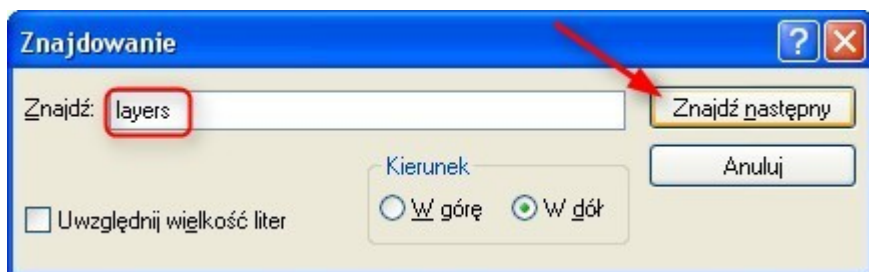 Znajdowanie
Znajdź: layers
Znajdź następny
Kierunek
Anuluj
W górę W dół
Uwzględnij wielkość liter